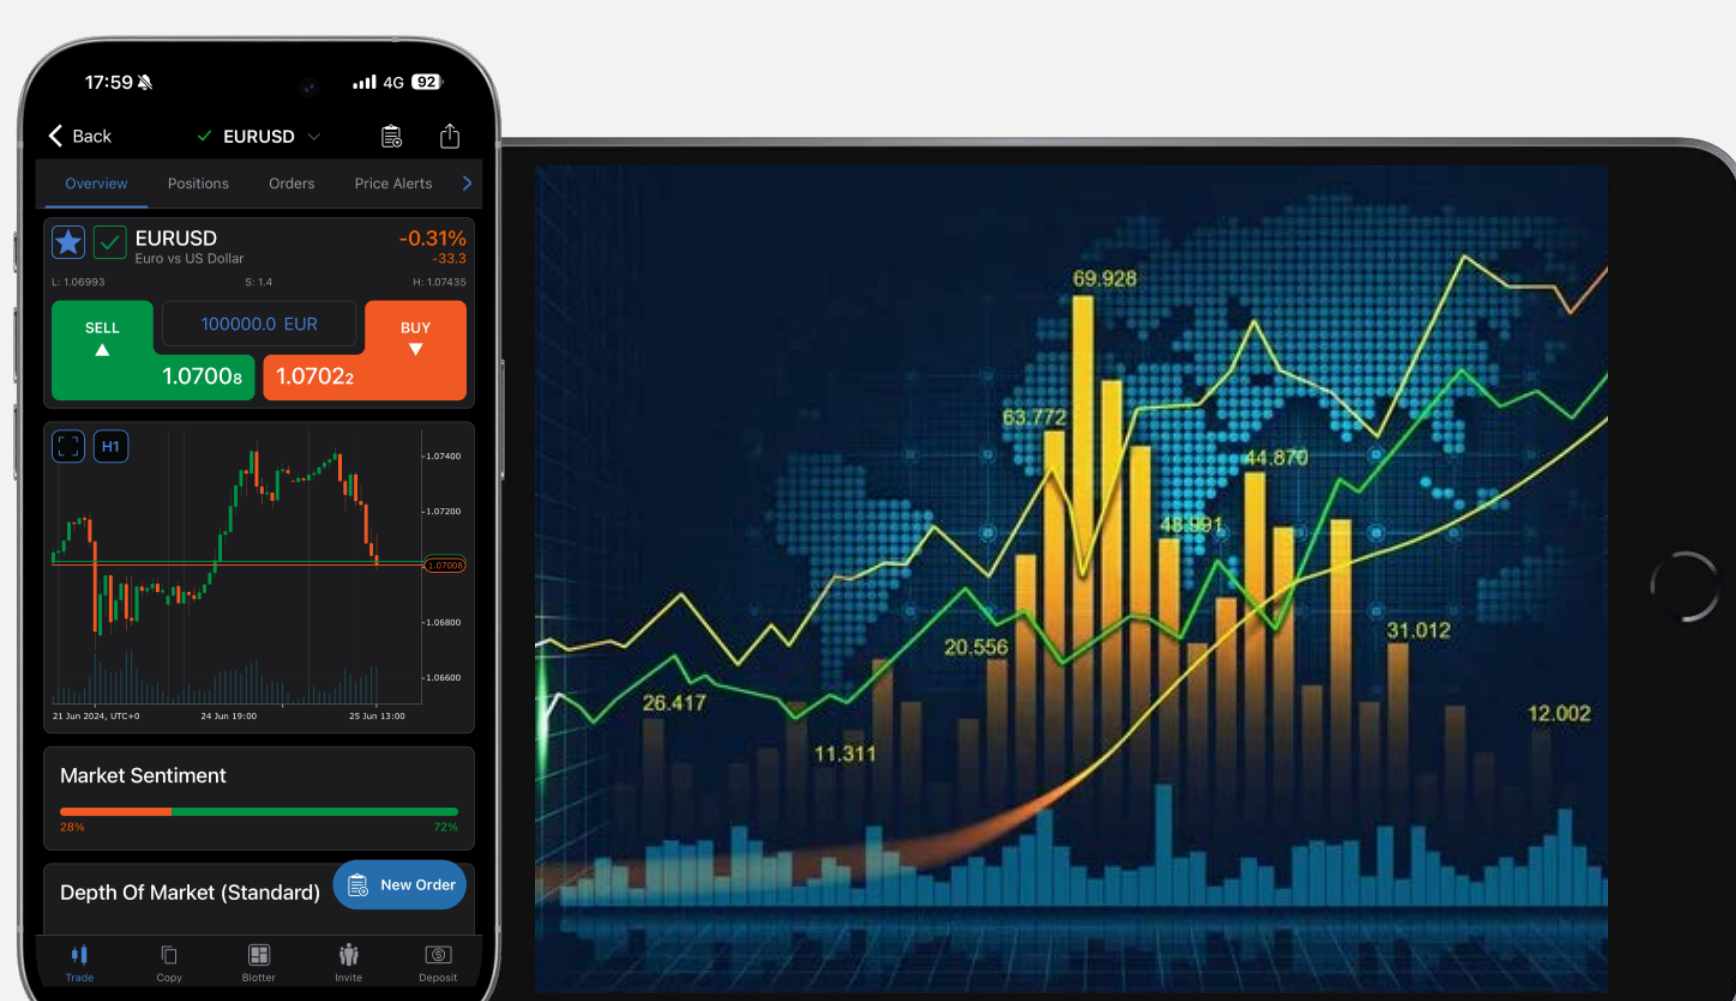 17:59
4G 92
Back
EURUSD
Overview Positions Orders Price Alerts
EURUSD
-0.31%
Euro vs US Dollar
-33.3
L: 1.06993 S: 1.4 H: 1.07435
SELL
100000.0 EUR
BUY
1.07008
1.07022
H1
1.07400
1.07200
1.07008
1.06800
1.06600
21 Jun 2024, UTC+0 24 Jun 19:00 25 Jun 13:00
Market Sentiment
28% 72%
Depth Of Market (Standard)
New Order
Trade Copy Blotter Invite Deposit
69.928
63.772
44.870
48.991
31.012
20.556
26.417
12.002
11.311